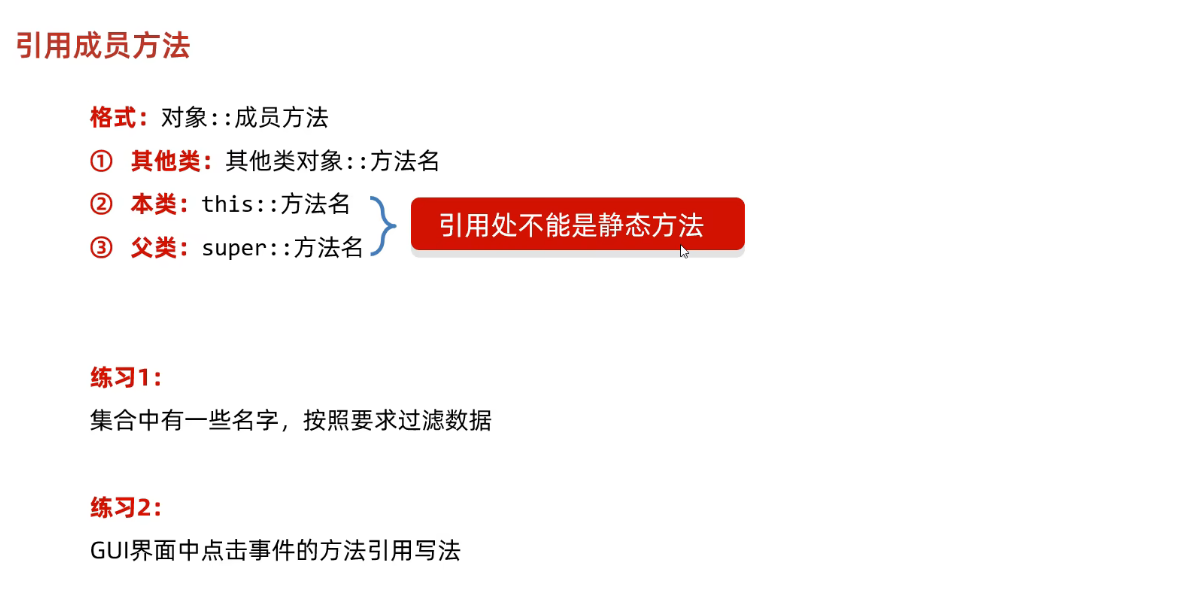 引用成员方法
格式：对象::成员方法
① 其他类：其他类对象::方法名
② 本类：this::方法名
③ 父类：super::方法名
引用处不能是静态方法
练习1：
集合中有一些名字，按照要求过滤数据
练习2：
GUI界面中点击事件的方法引用写法